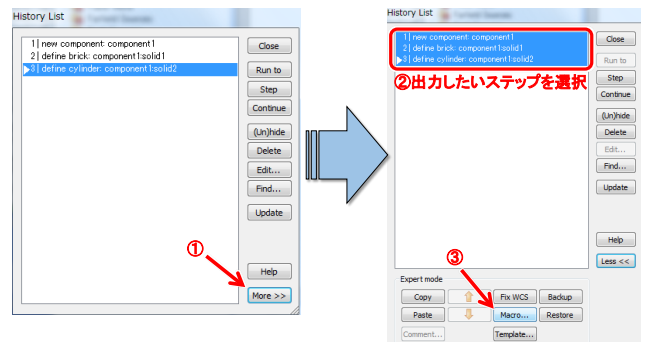 History List
1| new component: component1
2| define brick: component1:solid1
3| define cylinder: component1:solid2
Close
Run to
Step
Continue
(Un)hide
Delete
Edit...
Find...
Update
Help
More >>
①
History List
1| new component: component1
2| define brick: component1:solid1
3| define cylinder: component1:solid2
②出力したいステップを選択
Close
Run to
Step
Continue
(Un)hide
Delete
Edit...
Find...
Update
Help
Less <<
③
Expert mode
Copy
Fix WCS
Backup
Paste
Macro...
Restore
Comment...
Template...